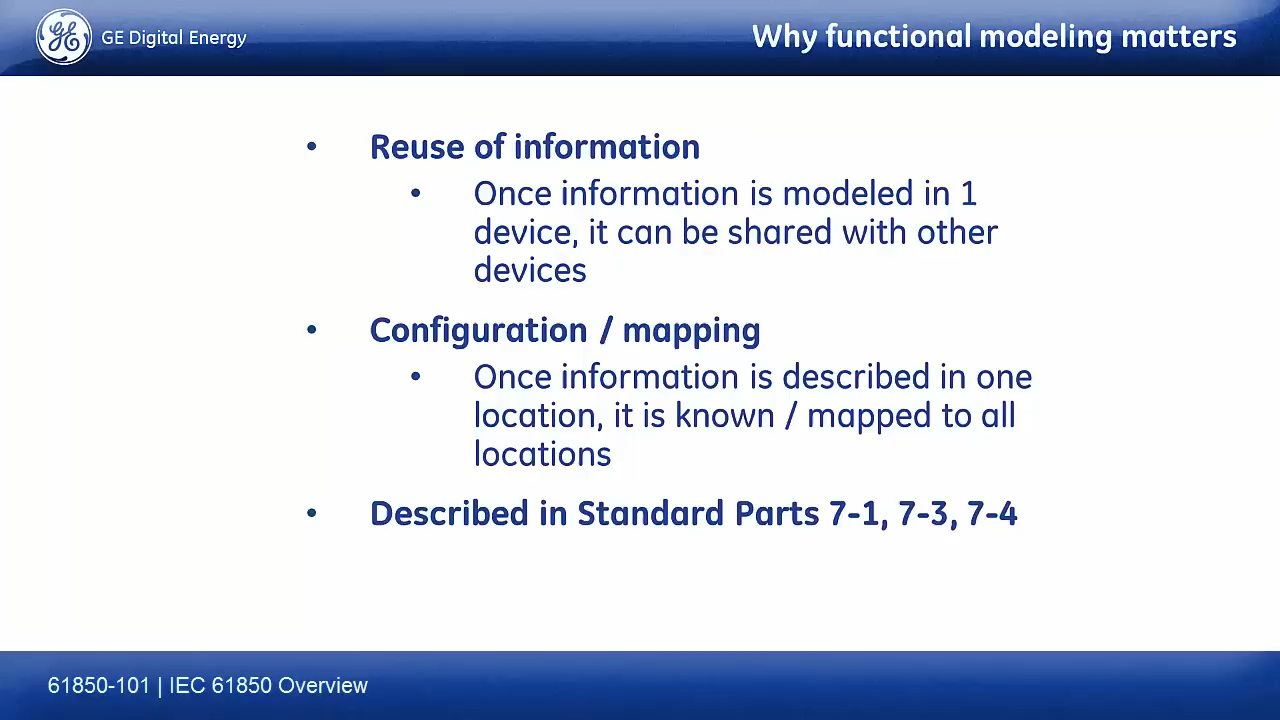 GE GE Digital Energy
Why functional modeling matters
• Reuse of information
• Once information is modeled in 1
device, it can be shared with other
devices
• Configuration / mapping
• Once information is described in one
location, it is known / mapped to all
locations
• Described in Standard Parts 7-1, 7-3, 7-4
61850-101 | IEC 61850 Overview